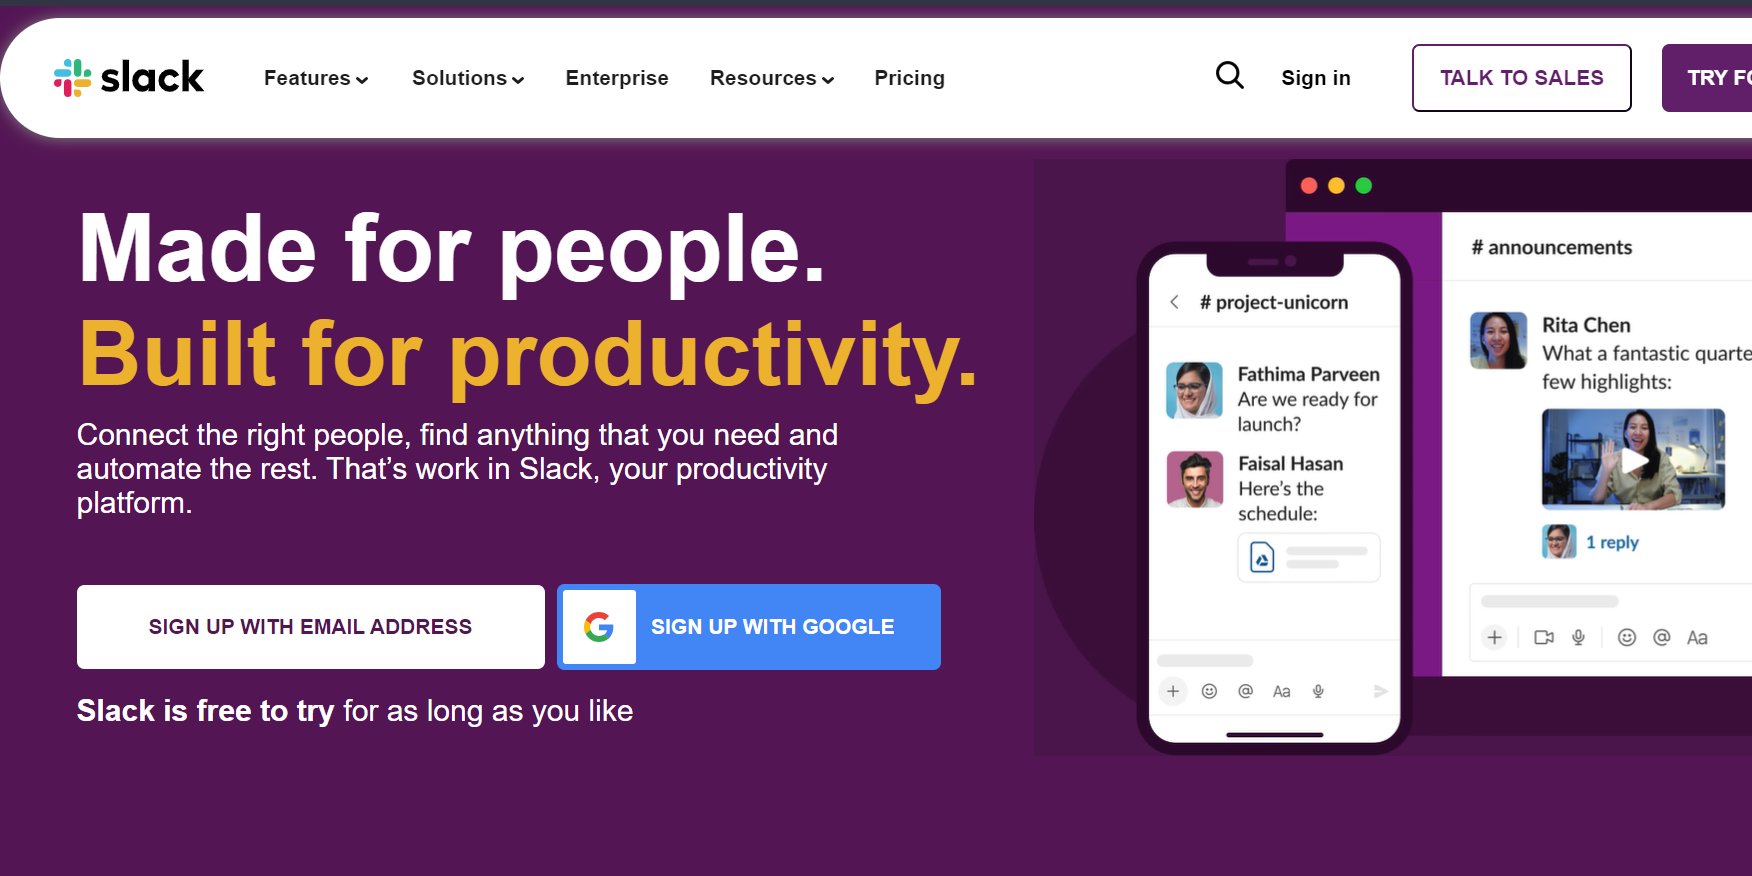 slack
Features
Solutions
Enterprise
Resources
Pricing
Sign in
TALK TO SALES
TRY
Made for people.
Built for productivity.
Connect the right people, find anything that you need and
automate the rest. That’s work in Slack, your productivity
platform.
SIGN UP WITH EMAIL ADDRESS
G
SIGN UP WITH GOOGLE
Slack is free to try for as long as you like
# project-unicorn
Fathima Parveen
Are we ready for
launch?
Faisal Hasan
Here’s the
schedule:
@ Aa
# announcements
Rita Chen
What a fantastic
few highlights:
1 reply
@ Aa